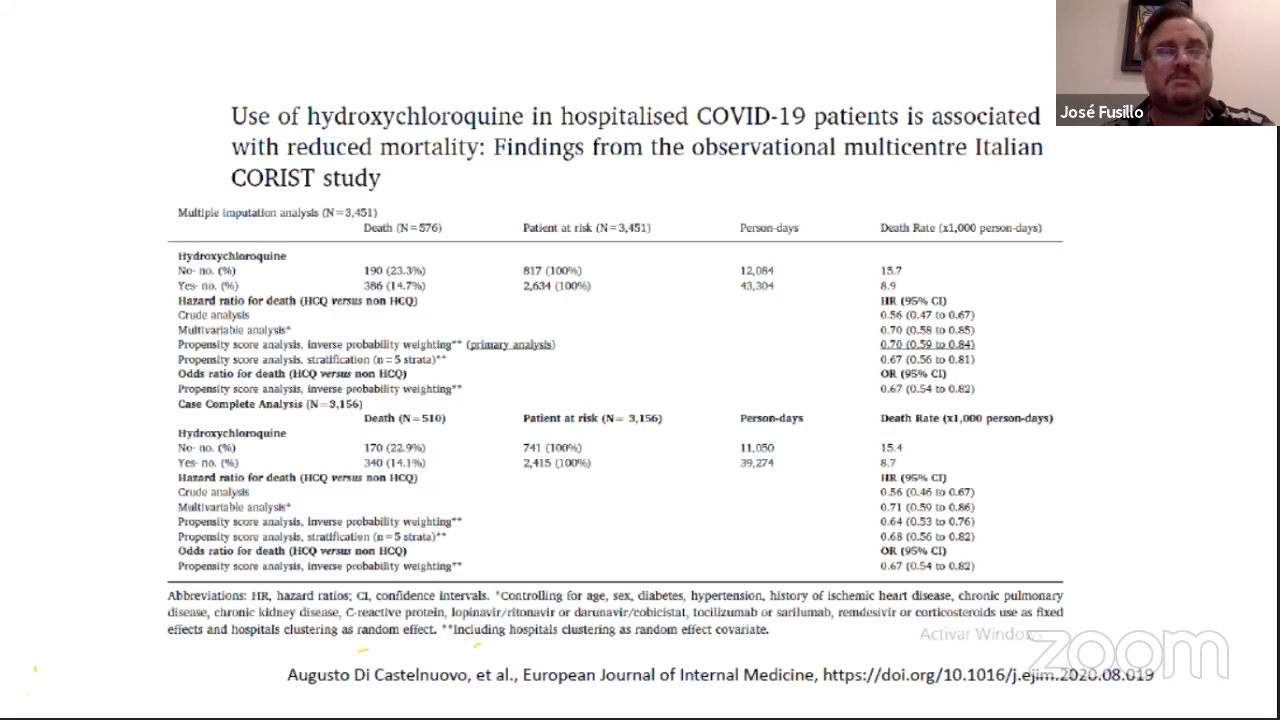 José Fusillo
Use of hydroxychloroquine in hospitalised COVID-19 patients is associated
with reduced mortality: Findings from the observational multicentre Italian
CORIST study
Multiple imputation analysis (N=3,451)
Death (N=576) Patient at risk (N=3,451) Person-days Death Rate (x1,000 person-days)
Hydroxychloroquine
No- no. (%) 190 (23.3%) 817 (100%) 12,084 15.7
Yes- no. (%) 386 (14.7%) 2,634 (100%) 43,304 8.9
Hazard ratio for death (HCQ versus non HCQ) HR (95% CI)
Crude analysis 0.56 (0.47 to 0.67)
Multivariable analysis* 0.70 (0.58 to 0.85)
Propensity score analysis, inverse probability weighting** (primary analysis) 0.70 (0.59 to 0.84)
Propensity score analysis, stratification (n=5 strata)** 0.67 (0.56 to 0.81)
Odds ratio for death (HCQ versus non HCQ) OR (95% CI)
Propensity score analysis, inverse probability weighting** 0.67 (0.54 to 0.82)
Case Complete Analysis (N=3,156)
Death (N=510) Patient at risk (N= 3,156) Person-days Death Rate (x1,000 person-days)
Hydroxychloroquine
No- no. (%) 170 (22.9%) 741 (100%) 11,050 15.4
Yes- no. (%) 340 (14.1%) 2,415 (100%) 39,274 8.7
Hazard ratio for death (HCQ versus non HCQ) HR (95% CI)
Crude analysis 0.56 (0.46 to 0.67)
Multivariable analysis* 0.71 (0.59 to 0.86)
Propensity score analysis, inverse probability weighting** 0.64 (0.53 to 0.76)
Propensity score analysis, stratification (n=5 strata)** 0.68 (0.56 to 0.82)
Odds ratio for death (HCQ versus non HCQ) OR (95% CI)
Propensity score analysis, inverse probability weighting** 0.67 (0.54 to 0.82)
Abbreviations: HR, hazard ratios; CI, confidence intervals. *Controlling for age, sex, diabetes, hypertension, history of ischemic heart disease, chronic pulmonary
disease, chronic kidney disease, C-reactive protein, lopinavir/ritonavir or darunavir/cobicistat, tocilizumab or sarilumab, remdesivir or corticosteroids use as fixed
effects and hospitals clustering as random effect. **Including hospitals clustering as random effect covariate.
Activar Windows
zoom
Augusto Di Castelnuovo, et al., European Journal of Internal Medicine, https://doi.org/10.1016/j.ejim.2020.08.019